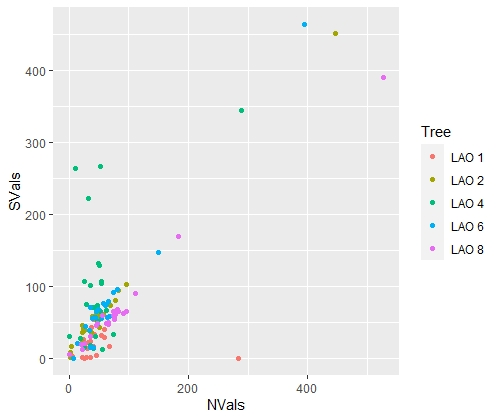 400
300
200
100
0
SVals
0 200 400
NVals
Tree
LAO 1
LAO 2
LAO 4
LAO 6
LAO 8